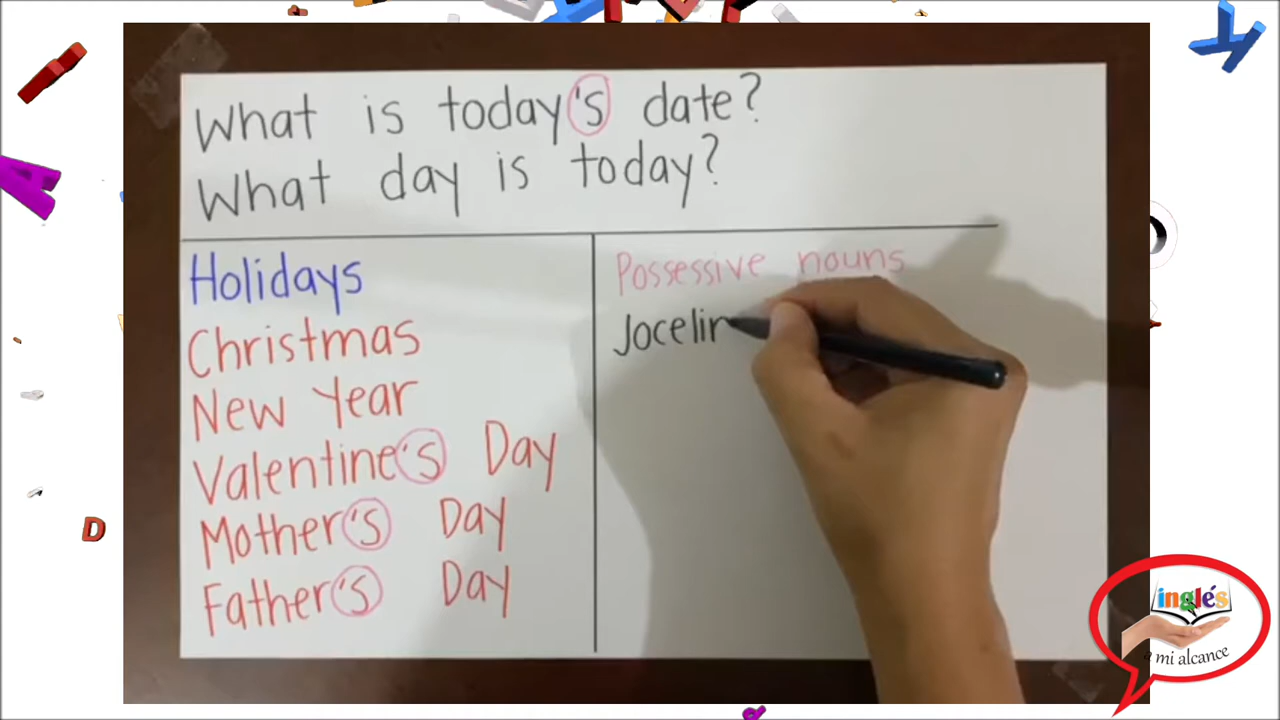 What is today's date?
What day is today?
Holidays
Christmas
New Year
Valentine's Day
Mother's Day
Father's Day
Possessive nouns
Jocelin
inglés
a mi alcance